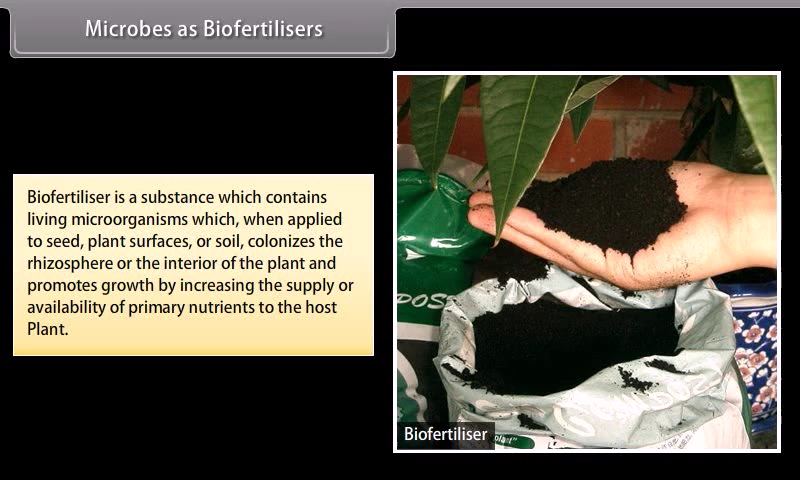 Microbes as Biofertilisers
Biofertiliser is a substance which contains
living microorganisms which, when applied
to seed, plant surfaces, or soil, colonizes the
rhizosphere or the interior of the plant and
promotes growth by increasing the supply or
availability of primary nutrients to the host
Plant.
POS
Biofertiliser